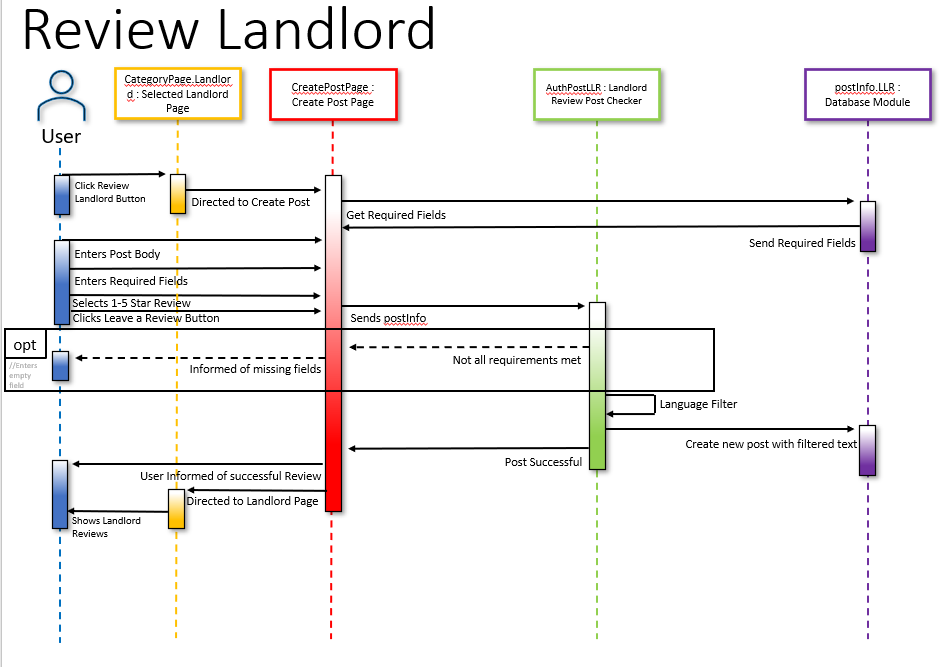 Review Landlord
User
CategoryPage.Landlor
d : Selected Landlord
Page
CreatePostPage :
Create Post Page
AuthPostLLR : Landlord
Review Post Checker
postInfo.LLR :
Database Module
Click Review
Landlord Button
Directed to Create Post
Get Required Fields
Send Required Fields
Enters Post Body
Enters Required Fields
Selects 1-5 Star Review
Clicks Leave a Review Button
Sends postInfo
opt
//Enters
empty
field
Not all requirements met
Informed of missing fields
Language Filter
Create new post with filtered text
Post Successful
User Informed of successful Review
Directed to Landlord Page
Shows Landlord
Reviews